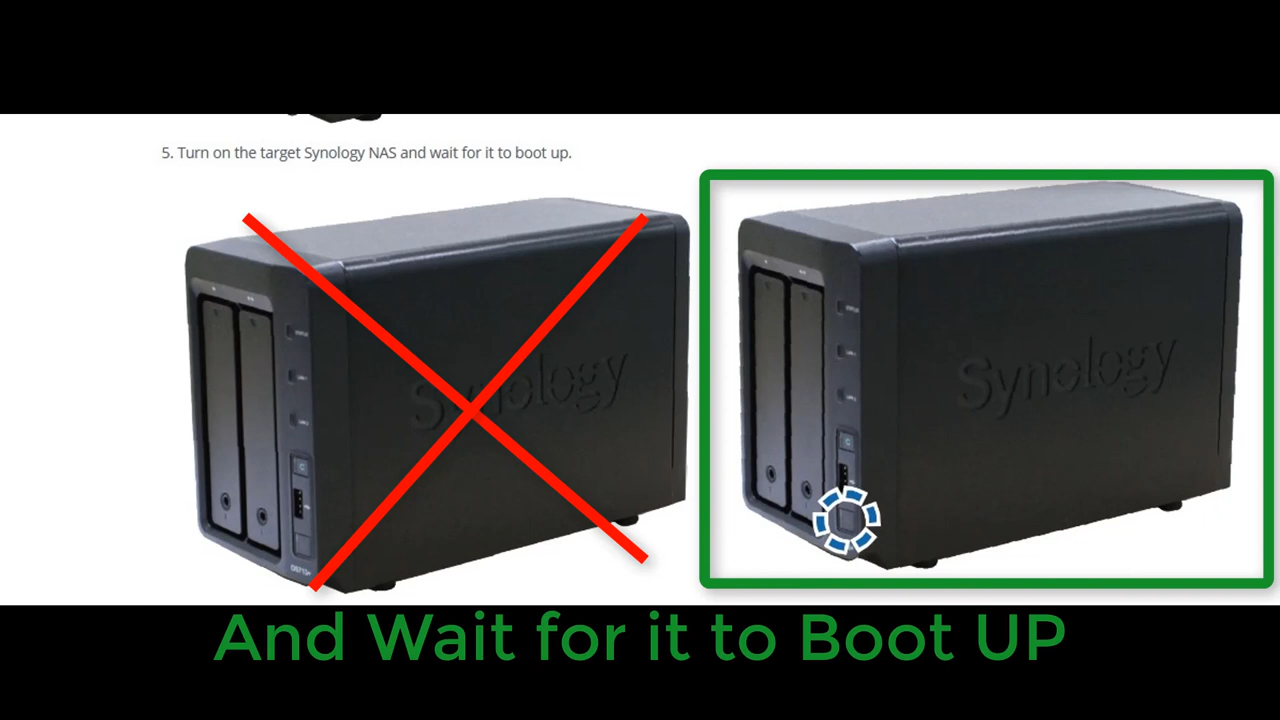 5. Turn on the target Synology NAS and wait for it to boot up.
Synology
Synology
And Wait for it to Boot UP